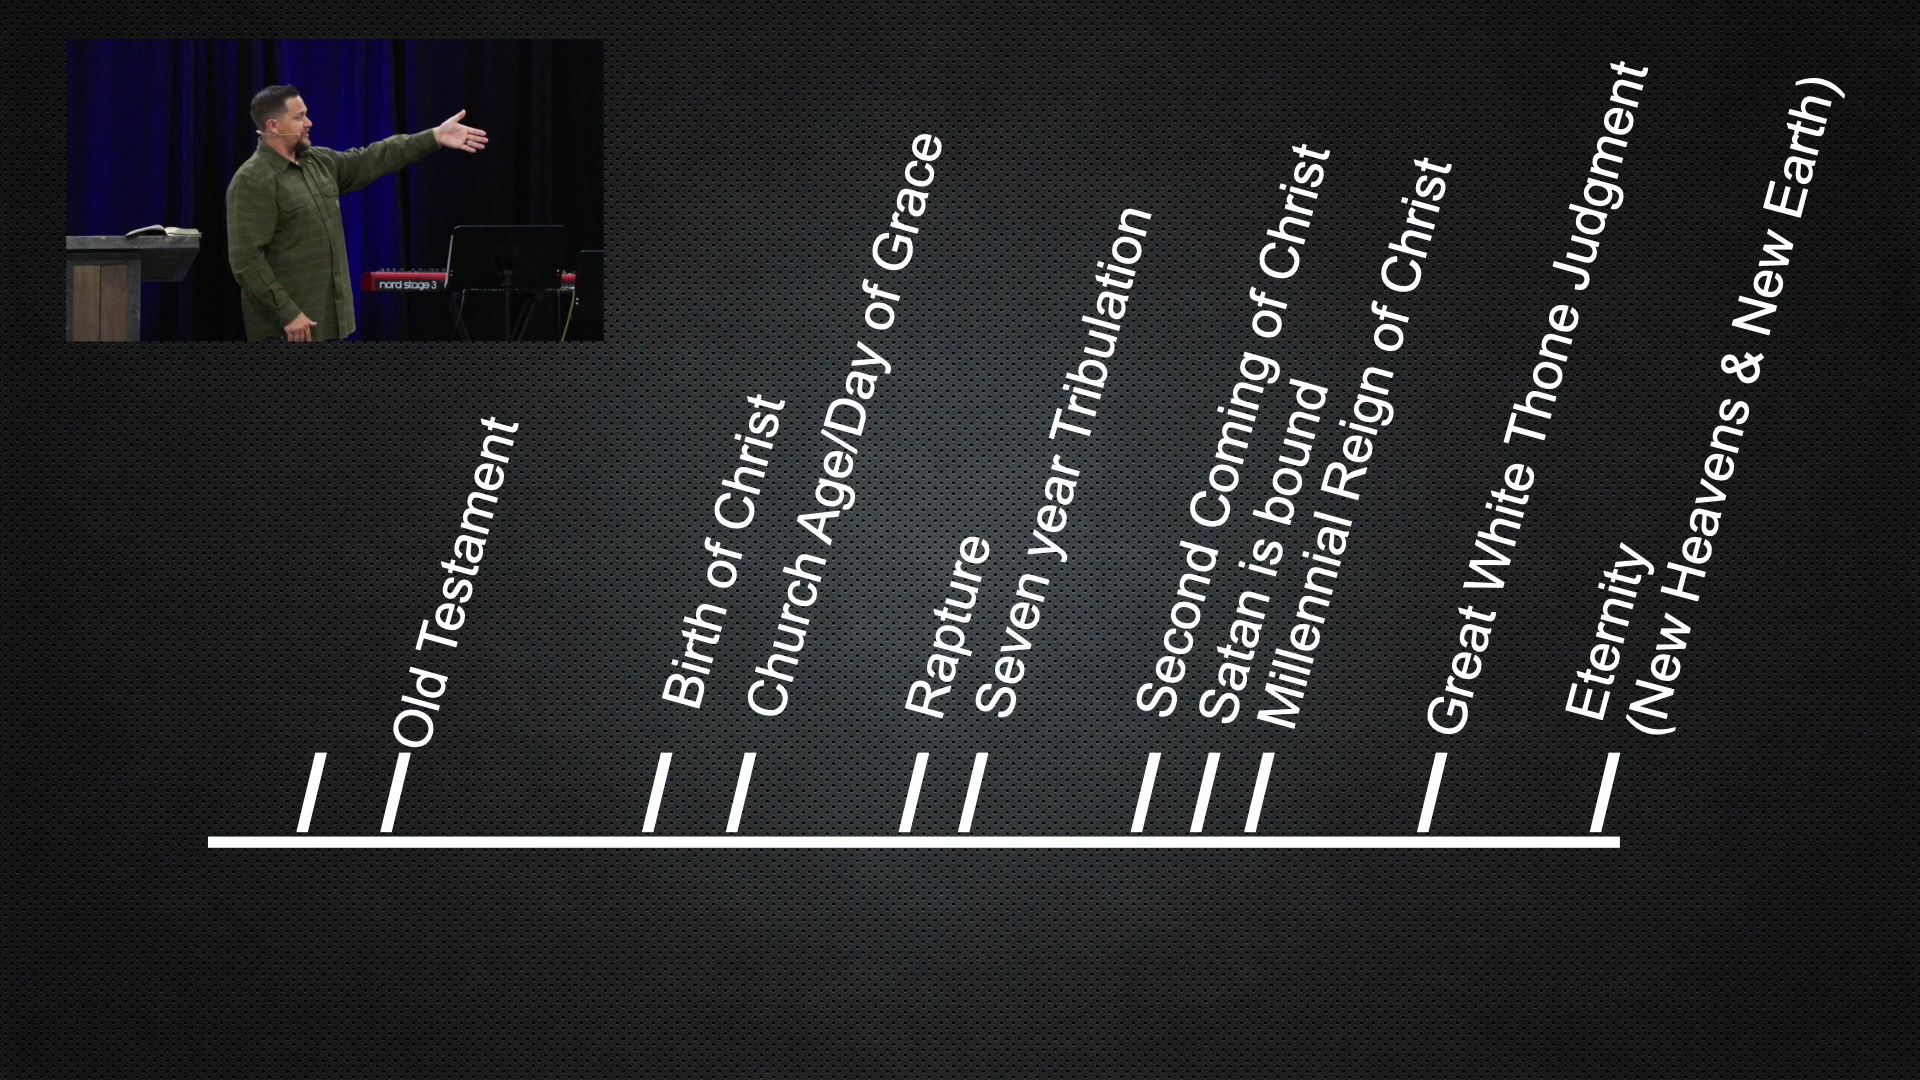 nord stage 3
Old Testament
Birth of Christ
Church Age/Day of Grace
Rapture
Seven year Tribulation
Second Coming of Christ
Satan is bound
Millennial Reign of Christ
Great White Thone Judgment
Eternity
(New Heavens & New Earth)